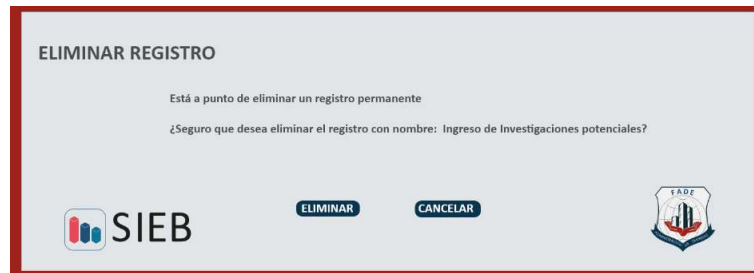 ELIMINAR REGISTRO
Está a punto de eliminar un registro permanente
¿Seguro que desea eliminar el registro con nombre: Ingreso de Investigaciones potenciales?
ELIMINAR
CANCELAR
SIEB
FADE